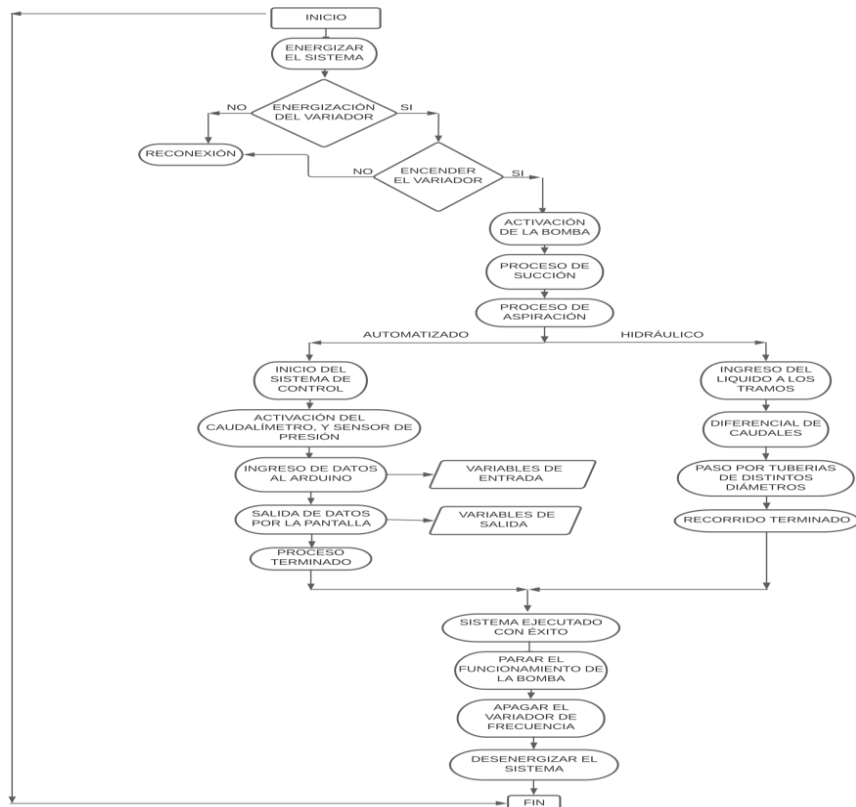 INICIO
ENERGIZAR
EL SISTEMA
NO
ENERGIZACIÓN
DEL VARIADOR
SI
RECONEXIÓN
NO
ENCENDER
EL VARIADOR
SI
ACTIVACIÓN
DE LA BOMBA
PROCESO DE
SUCCIÓN
PROCESO DE
ASPIRACIÓN
AUTOMATIZADO
HIDRÁULICO
INICIO DEL
SISTEMA DE
CONTROL
ACTIVACIÓN DEL
CAUDALÍMETRO, Y SENSOR DE
PRESIÓN
INGRESO DE DATOS
AL ARDUINO
VARIABLES DE
ENTRADA
SALIDA DE DATOS
POR LA PANTALLA
VARIABLES DE
SALIDA
PROCESO
TERMINADO
INGRESO DEL
LIQUIDO A LOS
TRAMOS
DIFERENCIAL DE
CAUDALES
PASO POR TUBERIAS
DE DISTINTOS
DIÁMETROS
RECORRIDO TERMINADO
SISTEMA EJECUTADO
CON ÉXITO
PARAR EL
FUNCIONAMIENTO DE
LA BOMBA
APAGAR EL
VARIADOR DE
FRECUENCIA
DESENERGIZAR EL
SISTEMA
FIN